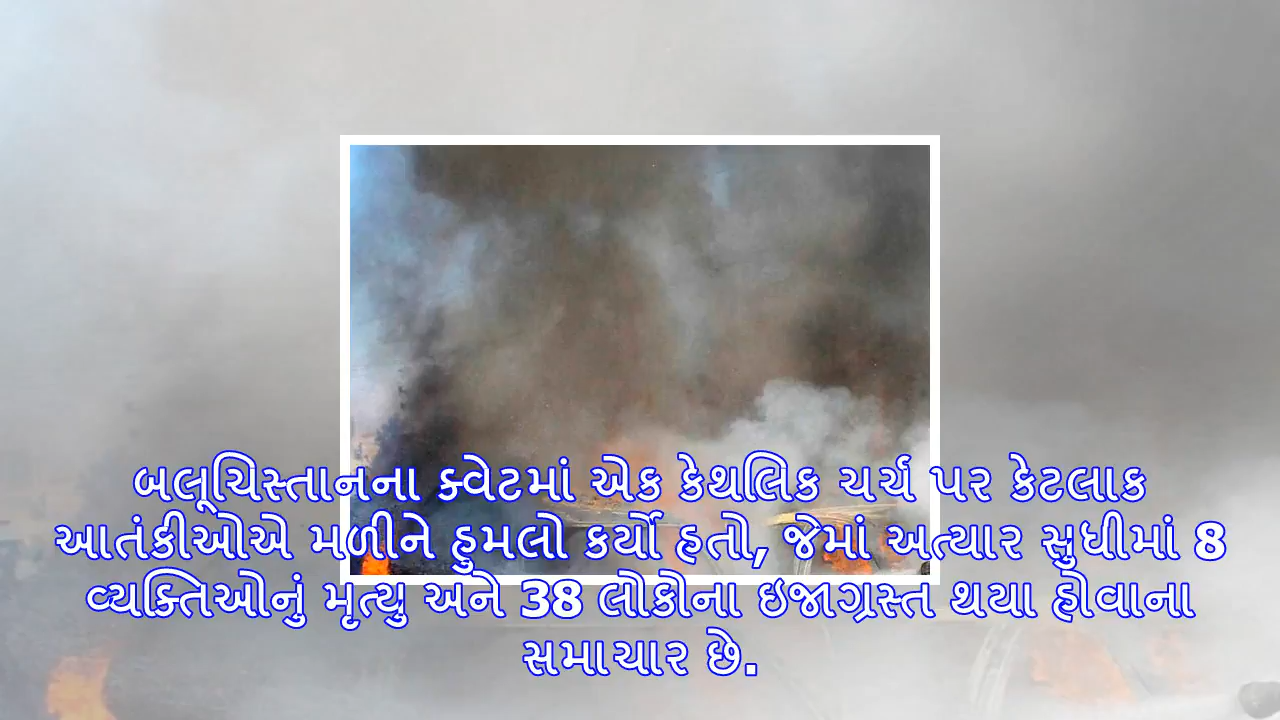 બલૂચિસ્તાનના ક્વેટમાં એક કેથલિક ચર્ચ પર કેટલાક
આતંકીઓએ મળીને હુમલો કર્યો હતો, જેમાં અત્યાર સુધીમાં 8
વ્યક્તિઓનું મૃત્યુ અને 38 લોકોના ઇજાગ્રસ્ત થયા હોવાના
સમાચાર છે.